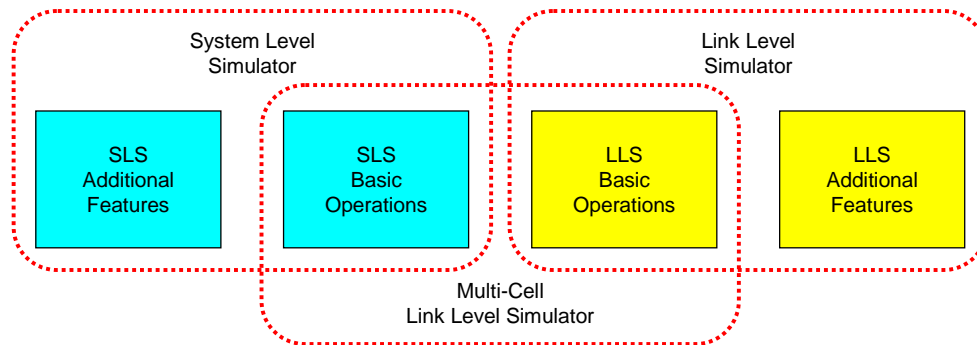 System Level
Simulator
Link Level
Simulator
SLS
Additional
Features
SLS
Basic
Operations
LLS
Basic
Operations
LLS
Additional
Features
Multi-Cell
Link Level Simulator